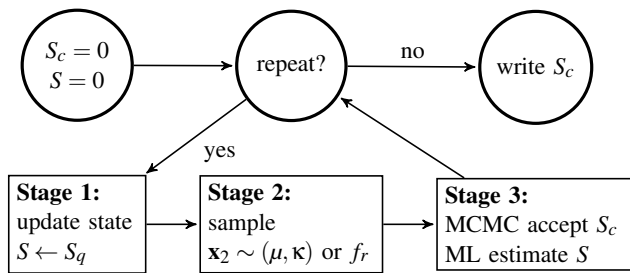 S_c = 0
S = 0
repeat?
no
write S_c
yes
Stage 1:
update state
S ← S_q
Stage 2:
sample
x_2 ∼ (μ, κ) or f_r
Stage 3:
MCMC accept S_c
ML estimate S